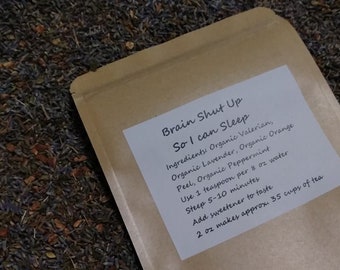 Brain Shut Up
So I can Sleep
Ingredients: Organic Valerian,
Organic Lavender, Organic Orange
Peel, Organic Peppermint
Use 1 teaspoon per 8 oz water
Steep 5-10 minutes
Add sweetener to taste
2 oz makes approx. 35 cups of tea